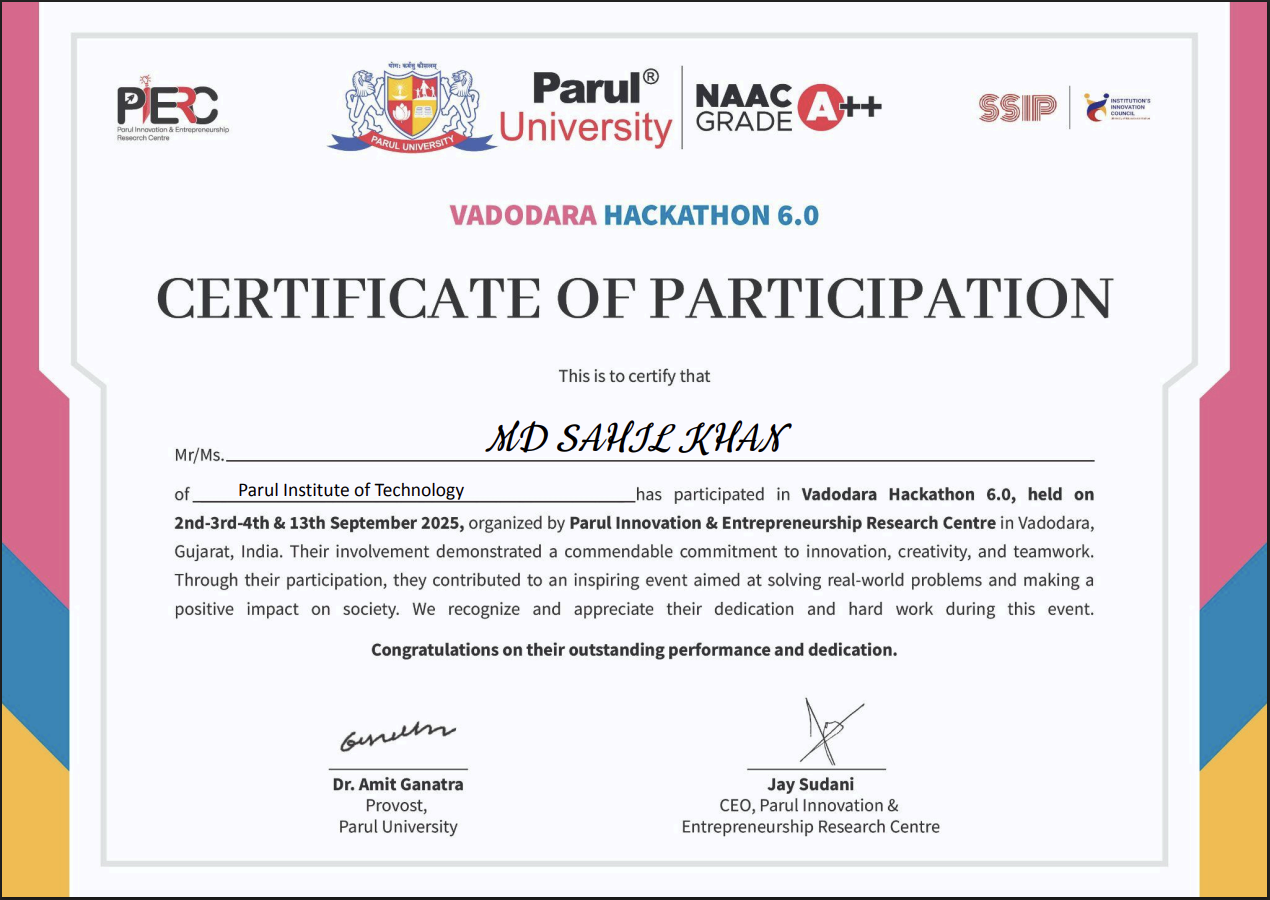 PIERC
Parul Innovation & Entrepreneurship
Research Centre
योगः कर्मसु कौशलम्
PARUL UNIVERSITY
Parul®
University
NAAC
GRADE A++
SSIP
INSTITUTION'S
INNOVATION
COUNCIL
VADODARA HACKATHON 6.0
CERTIFICATE OF PARTICIPATION
This is to certify that
Mr/Ms. MD SAHIL KHAN
of Parul Institute of Technology has participated in Vadodara Hackathon 6.0, held on
2nd-3rd-4th & 13th September 2025, organized by Parul Innovation & Entrepreneurship Research Centre in Vadodara,
Gujarat, India. Their involvement demonstrated a commendable commitment to innovation, creativity, and teamwork.
Through their participation, they contributed to an inspiring event aimed at solving real-world problems and making a
positive impact on society. We recognize and appreciate their dedication and hard work during this event.
Congratulations on their outstanding performance and dedication.
Dr. Amit Ganatra
Provost,
Parul University
Jay Sudani
CEO, Parul Innovation &
Entrepreneurship Research Centre